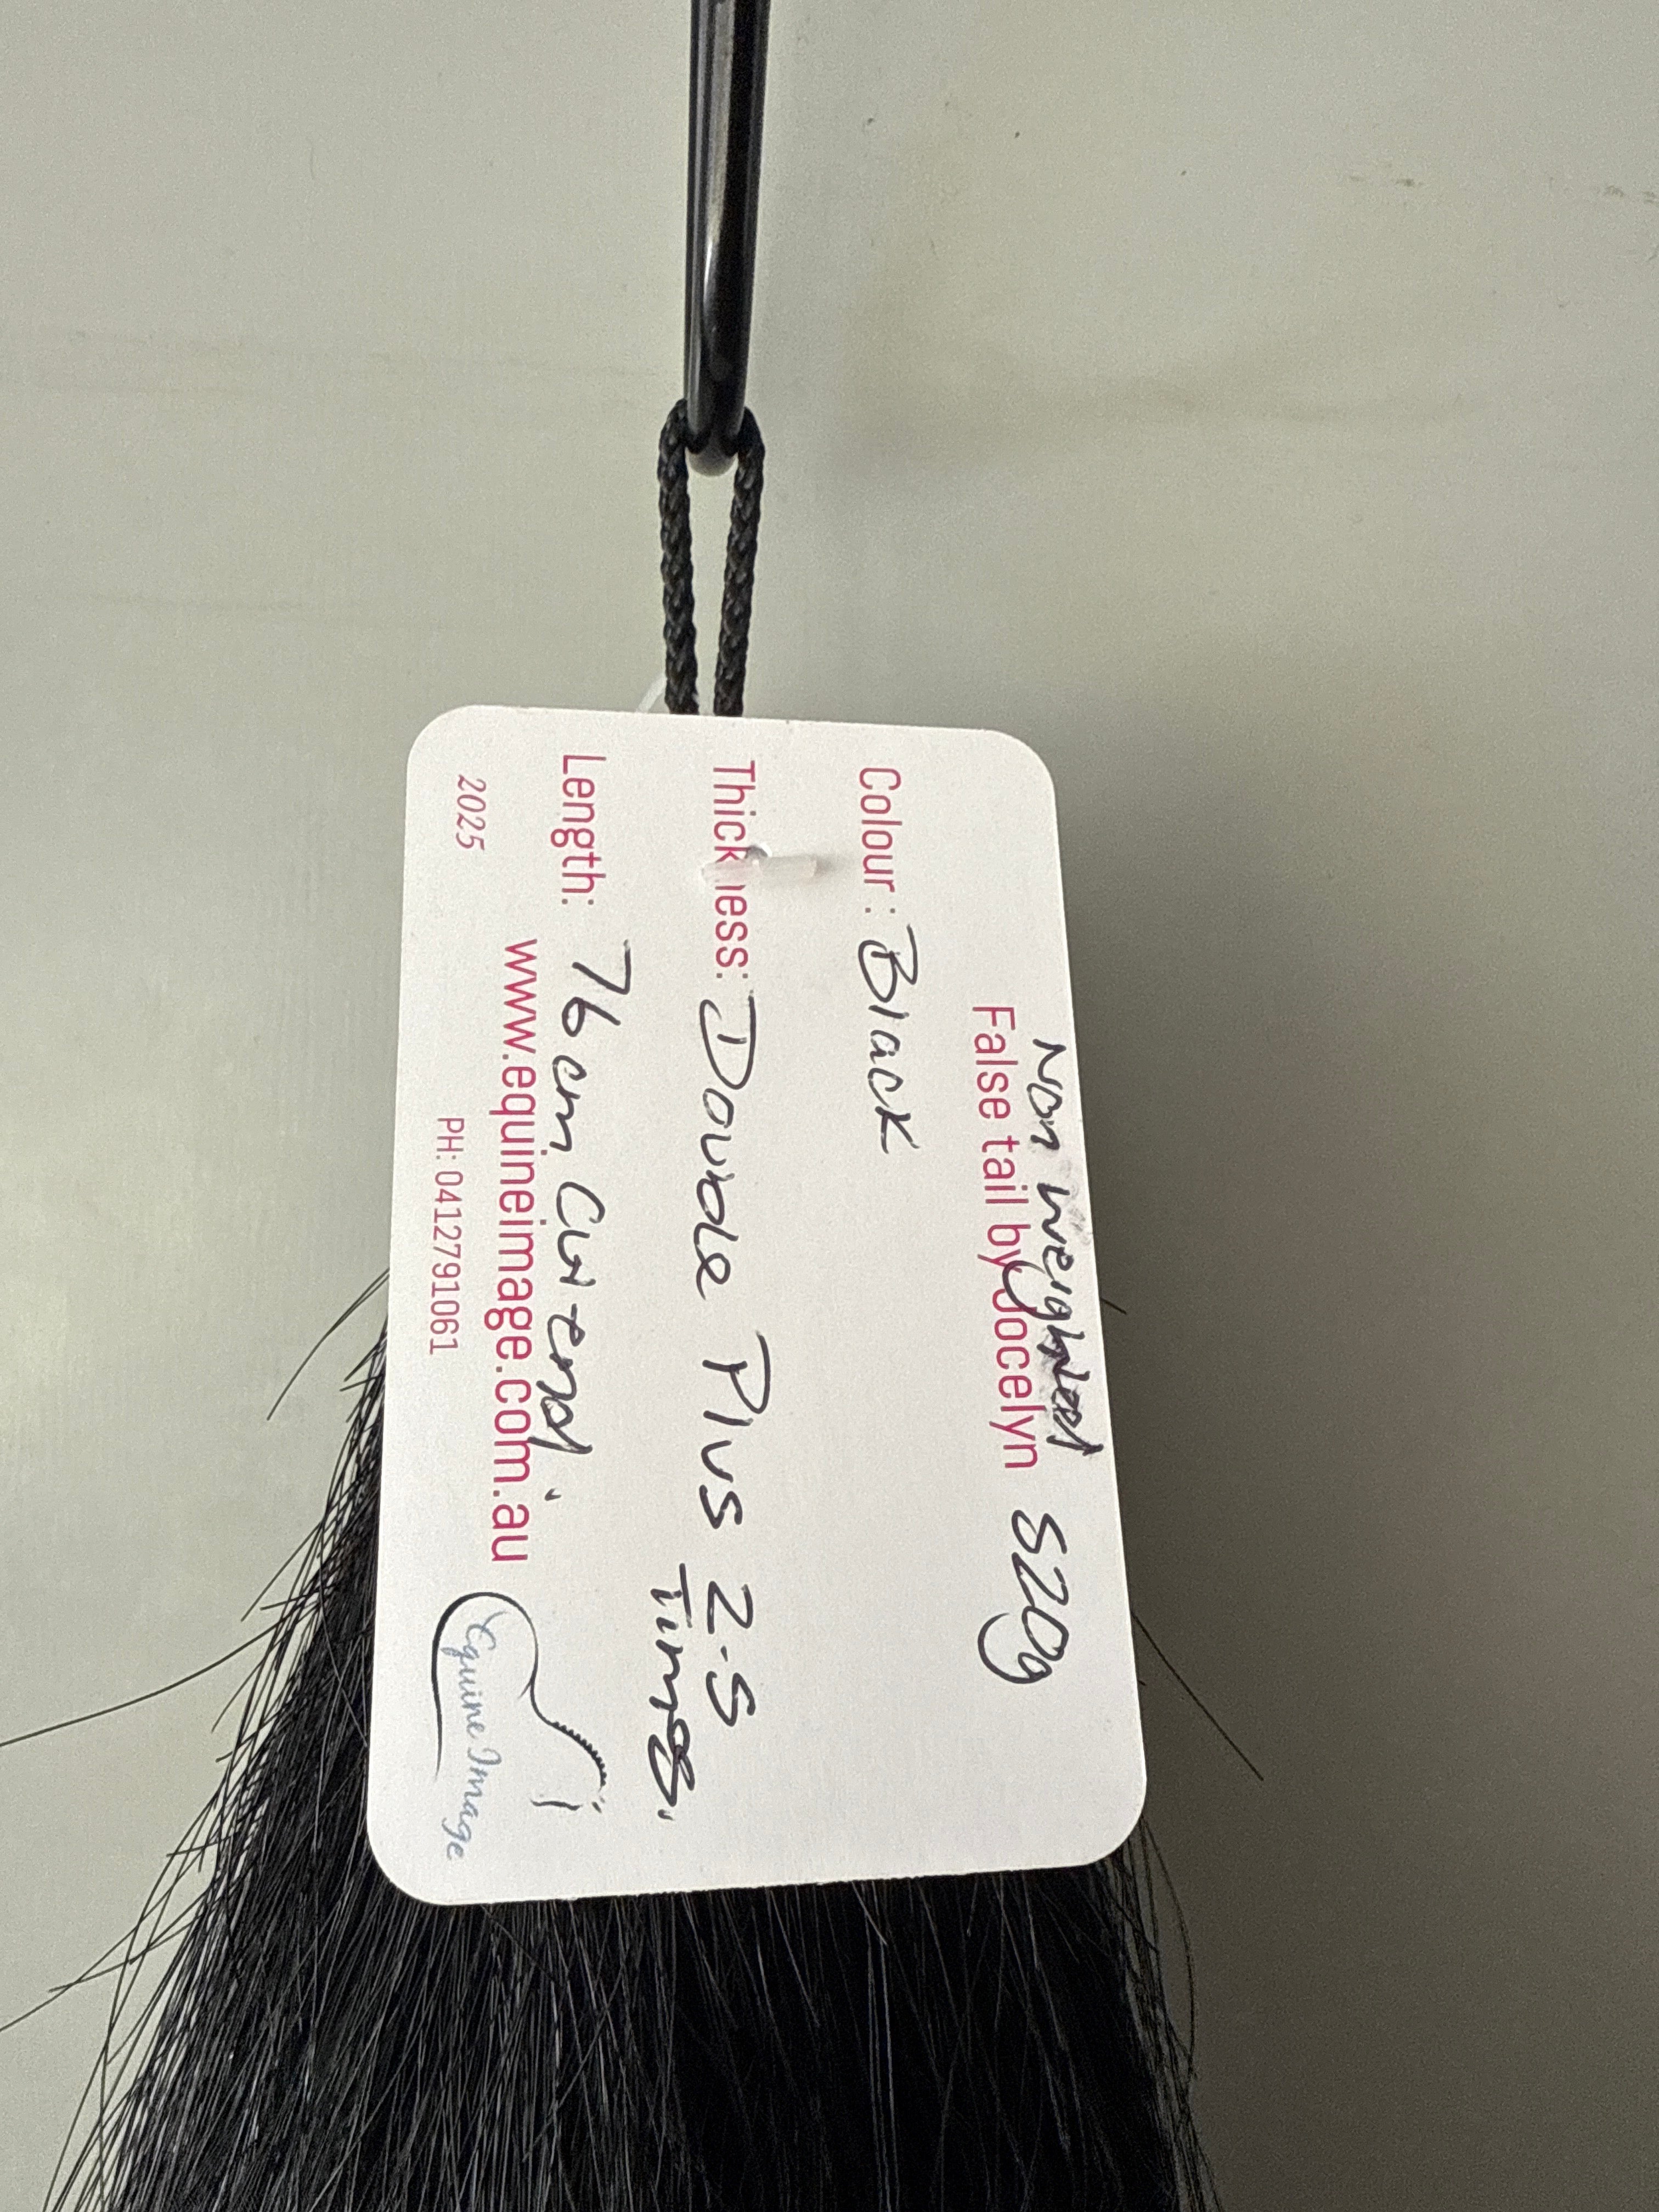 Non weighted
False tail by Jocelyn 520g
Colour: Black
Thickness: Double Plus 2.5
Times.
Length: 76cm Cut end.
www.equineimage.com.au
2025
PH: 0412791061
Equine Image